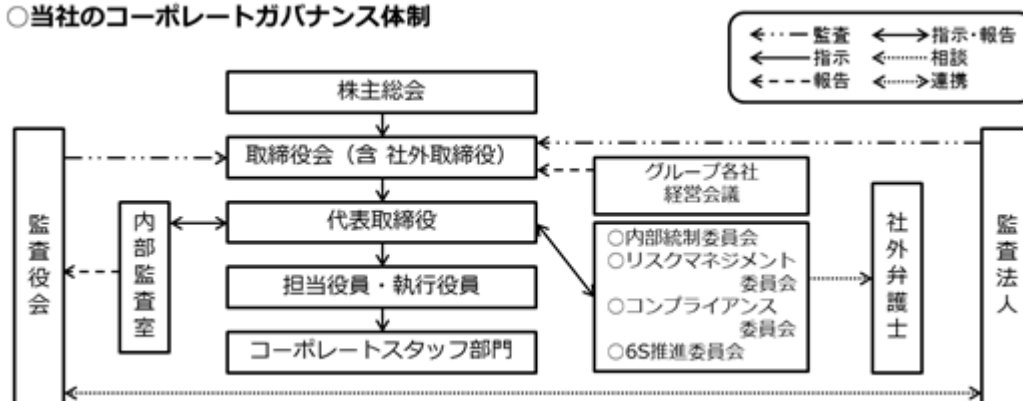 ○当社のコーポレートガバナンス体制
監査
指示・報告
指示
相談
報告
連携
株主総会
取締役会（含 社外取締役）
グループ各社
経営会議
代表取締役
監査役会
内部監査室
○内部統制委員会
○リスクマネジメント
委員会
○コンプライアンス
委員会
○6S推進委員会
社外弁護士
監査法人
担当役員・執行役員
コーポレートスタッフ部門